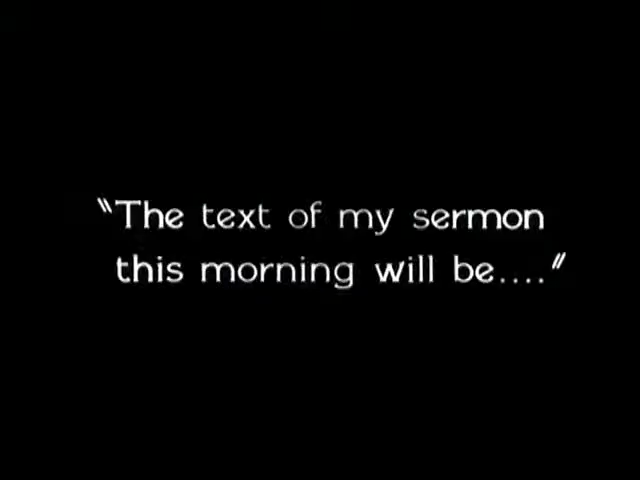 "The text of my sermon
this morning will be...."